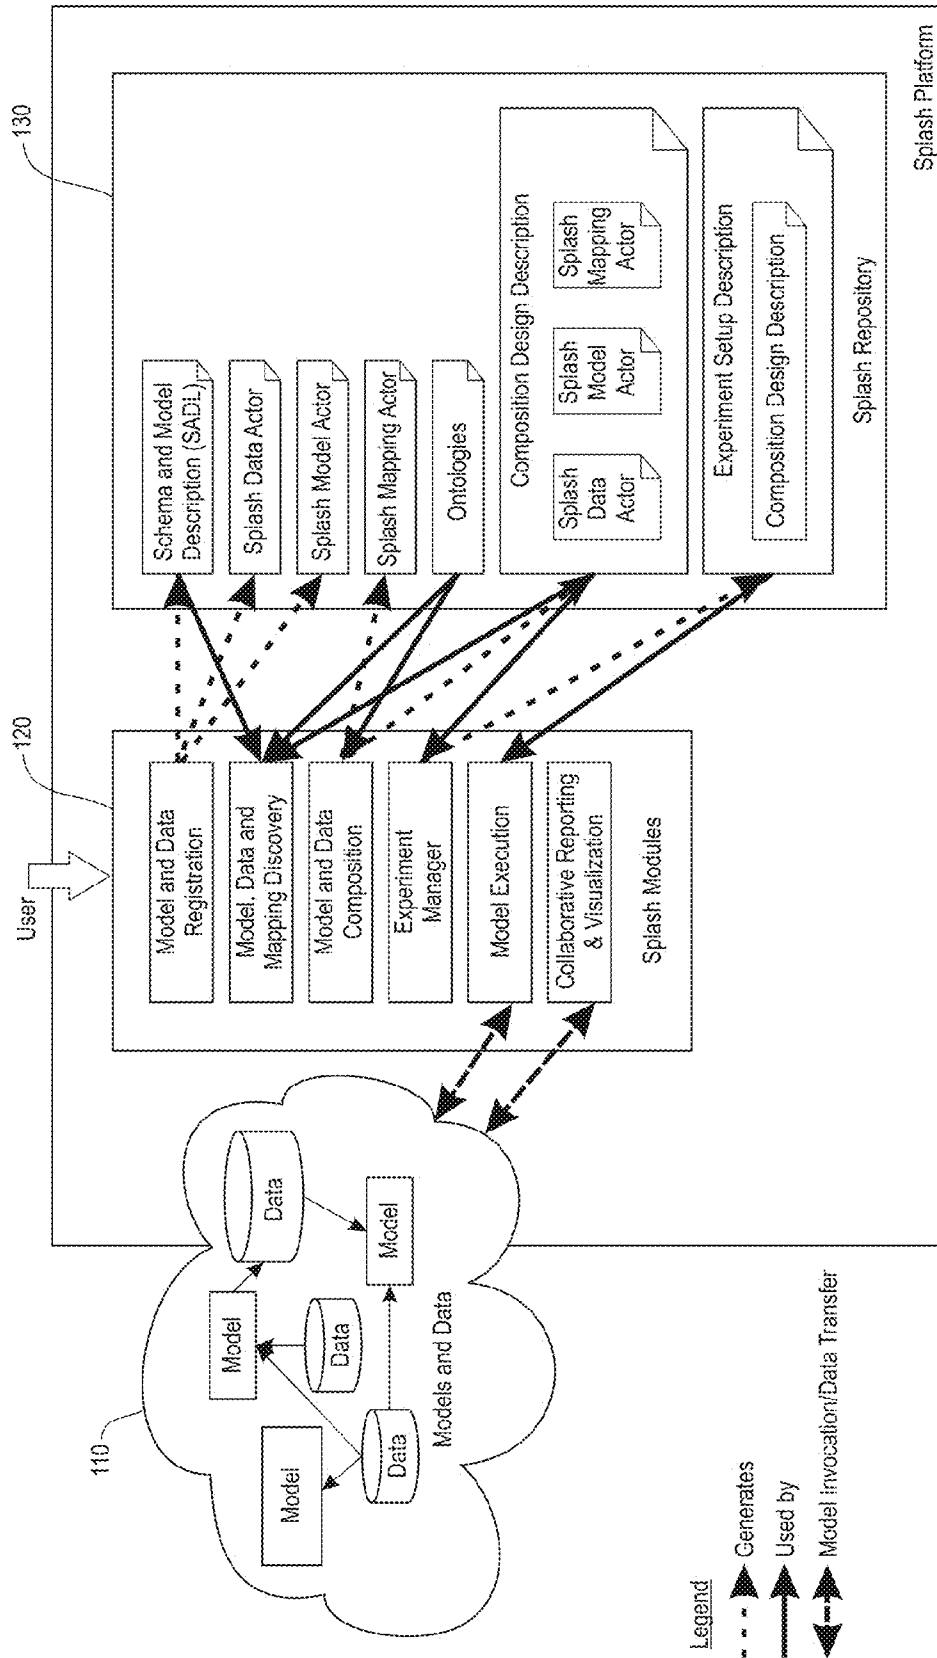 User
110
120
130
Model
Model
Data
Data
Data
Model
Models and Data
Model and Data
Registration
Model, Data and
Mapping Discovery
Model and Data
Composition
Experiment
Manager
Model Execution
Collaborative Reporting
& Visualization
Splash Modules
Schema and Model
Description (SADL)
Splash Data Actor
Splash Model Actor
Splash Mapping Actor
Ontologies
Composition Design Description
Splash
Data
Actor
Splash
Model
Actor
Splash
Mapping
Actor
Experiment Setup Description
Composition Design Description
Splash Repository
Splash Platform
Legend
Generates
Used by
Model Invocation/Data Transfer